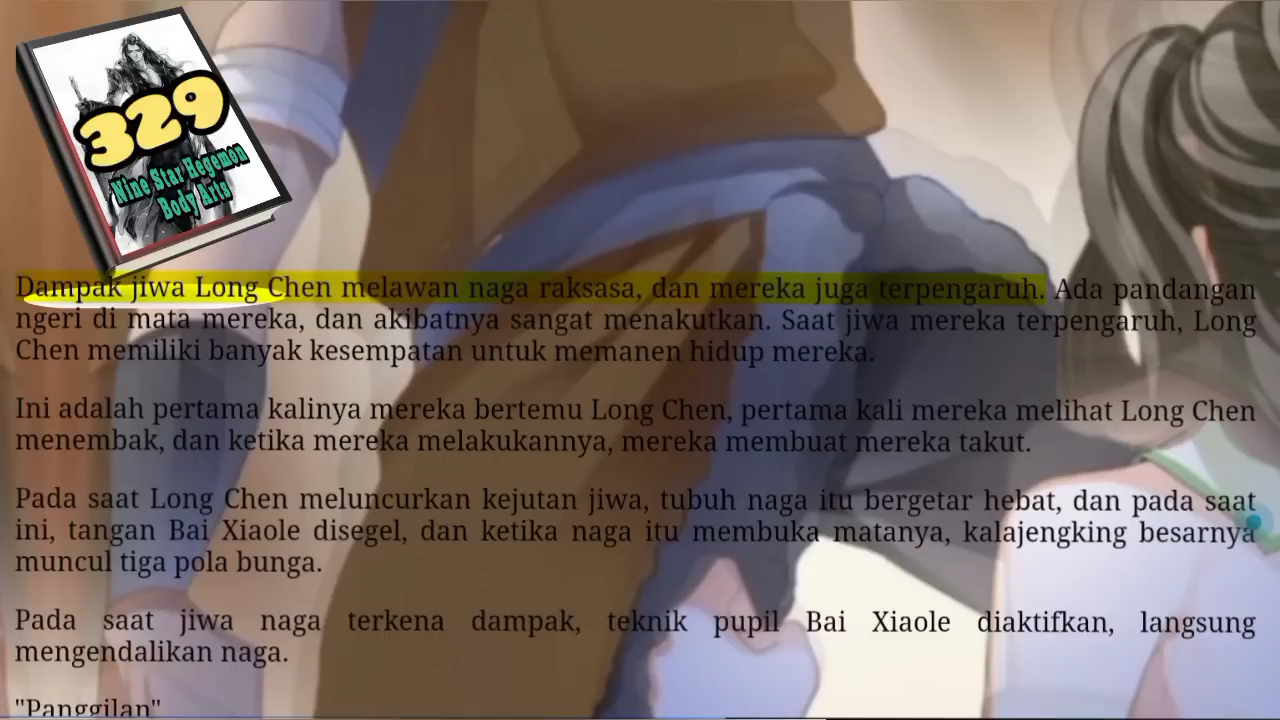 329
Nine Star Hegemon
Body Arts
Dampak jiwa Long Chen melawan naga raksasa, dan mereka juga terpengaruh. Ada pandangan
ngeri di mata mereka, dan akibatnya sangat menakutkan. Saat jiwa mereka terpengaruh, Long
Chen memiliki banyak kesempatan untuk memanen hidup mereka.
Ini adalah pertama kalinya mereka bertemu Long Chen, pertama kali mereka melihat Long Chen
menembak, dan ketika mereka melakukannya, mereka membuat mereka takut.
Pada saat Long Chen meluncurkan kejutan jiwa, tubuh naga itu bergetar hebat, dan pada saat
ini, tangan Bai Xiaole disegel, dan ketika naga itu membuka matanya, kalajengking besarnya
muncul tiga pola bunga.
Pada saat jiwa naga terkena dampak, teknik pupil Bai Xiaole diaktifkan, langsung
mengendalikan naga.
"Panggilan"